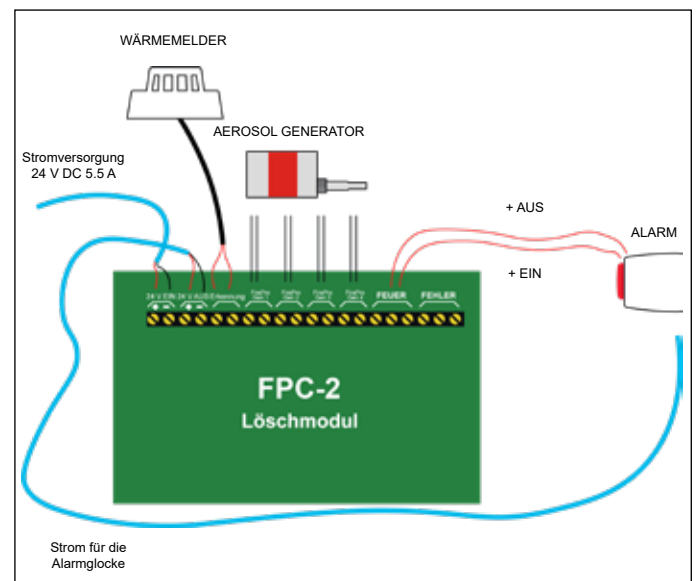 WÄRMEMELDER
AEROSOL GENERATOR
Stromversorgung
24 V DC 5.5 A
+ AUS
ALARM
+ EIN
24 V EIN 24 V AUS Erkennung FEUER FEHLER
FPC-2
Löschmodul
Strom für die
Alarmglocke